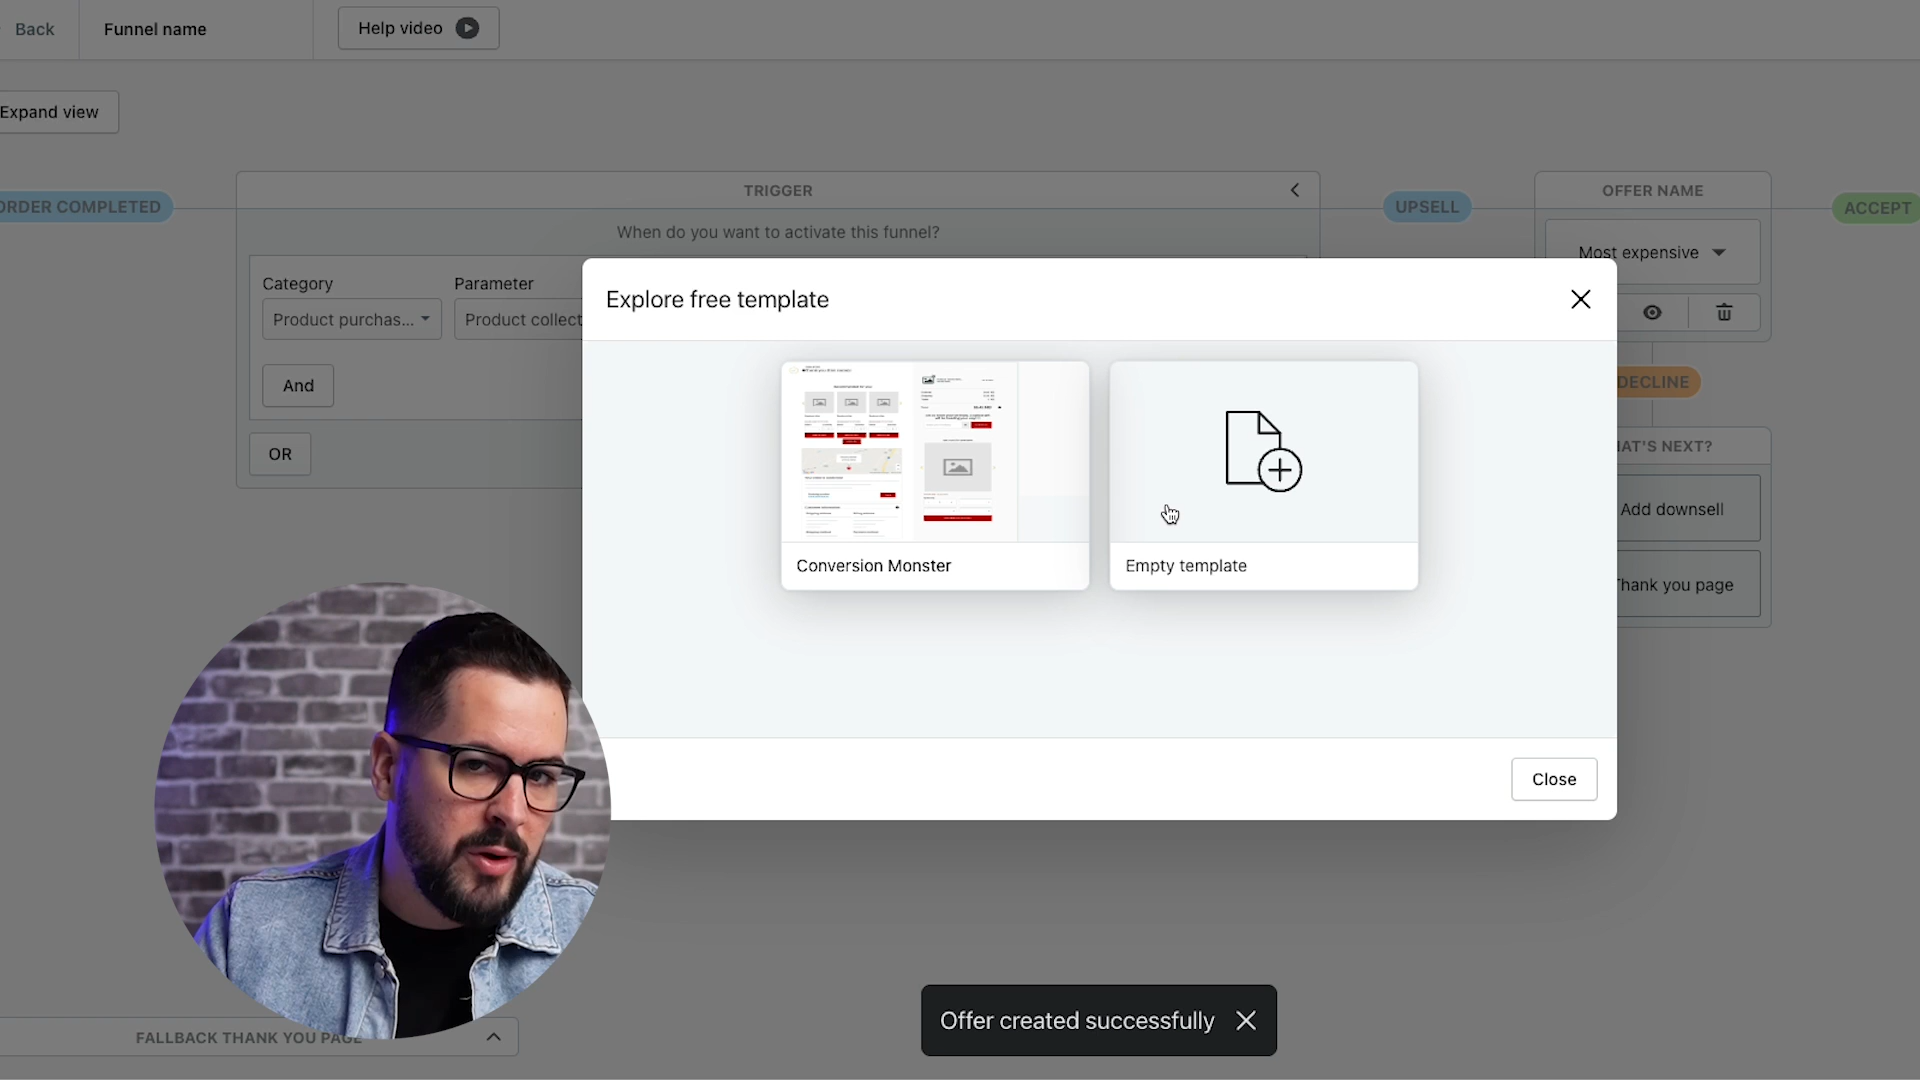 Back
Funnel name
Help video
Expand view
ORDER COMPLETED
TRIGGER
UPSELL
OFFER NAME
ACCEPT
When do you want to activate this funnel?
Most expensive
Category
Parameter
Product purchas...
Product collect
And
OR
DECLINE
AT'S NEXT?
Add downsell
Thank you page
Explore free template
Conversion Monster
Empty template
Close
Offer created successfully
FALLBACK THANK YOU PAGE